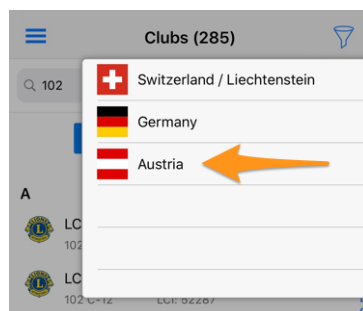 Clubs (285)
102
Switzerland / Liechtenstein
Germany
Austria
A
LC
102
LC
102 C-12 LCI: 52287